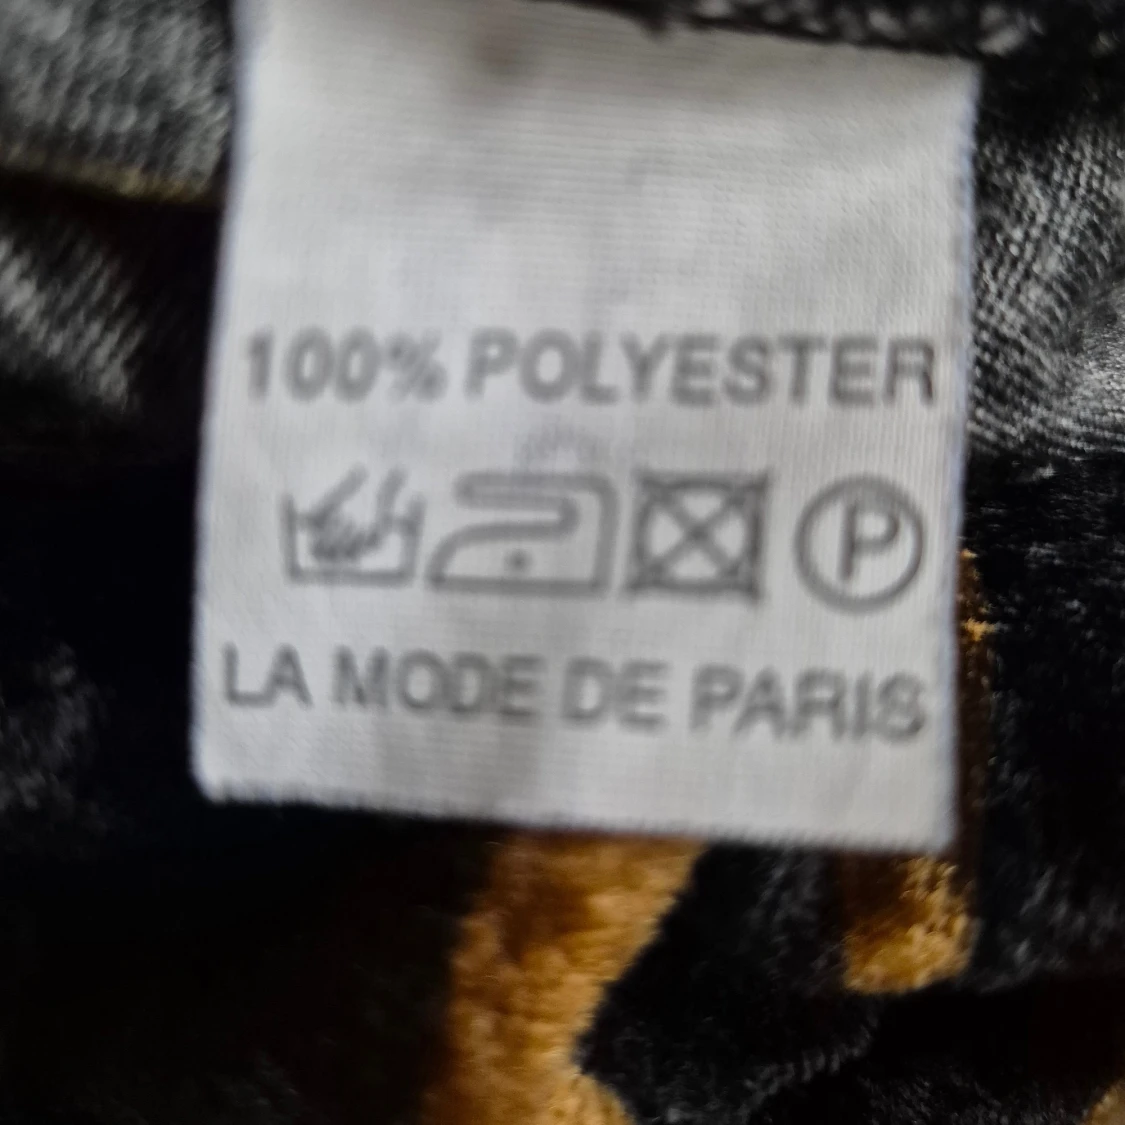 100% POLYESTER
P
LA MODE DE PARIS